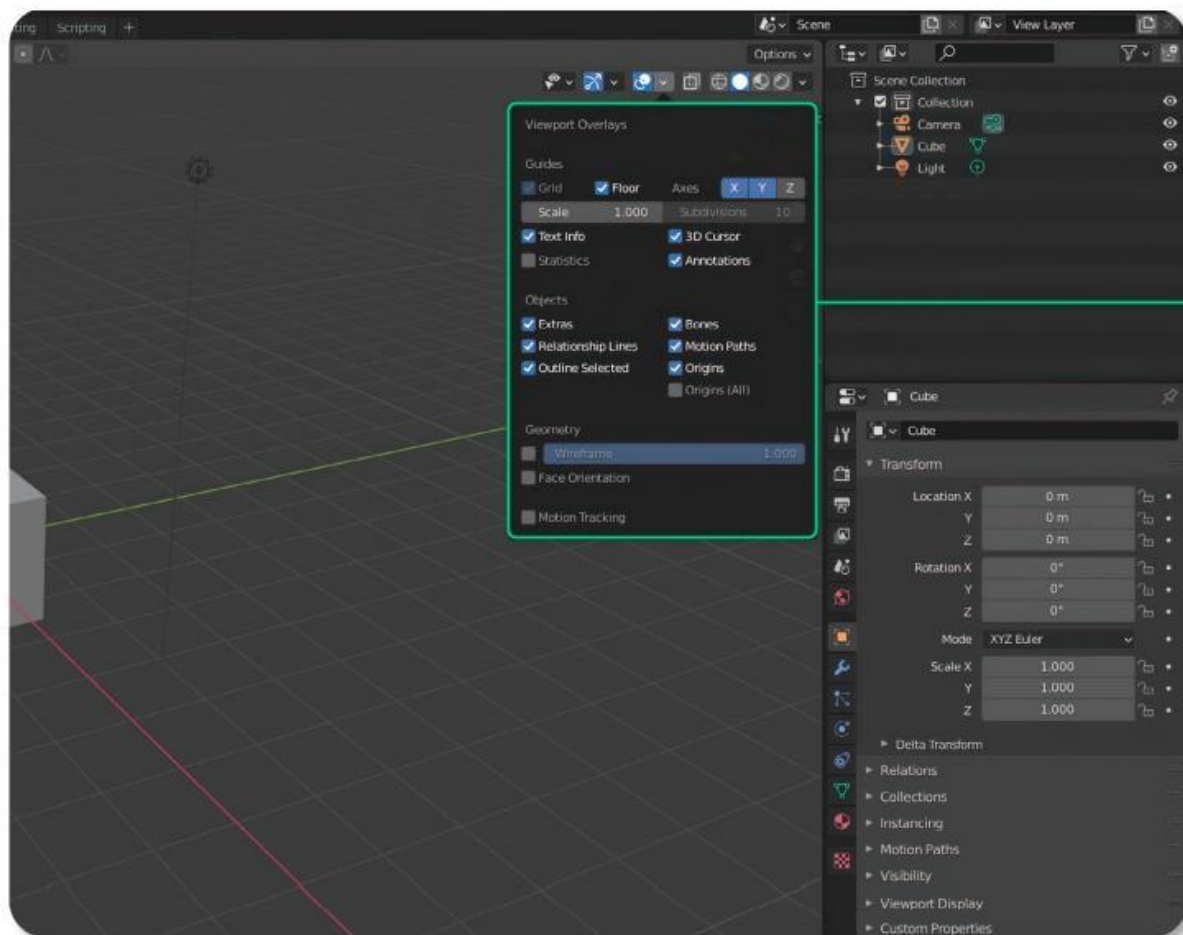 ting Scripting +
Scene
View Layer
Options
Viewport Overlays
Guides
Grid Floor Axes X Y Z
Scale 1.000 Subdivisions 10
Text Info 3D Cursor
Statistics Annotations
Objects
Extras Bones
Relationship Lines Motion Paths
Outline Selected Origins
Origins (All)
Geometry
Wireframe 1.000
Face Orientation
Motion Tracking
Scene Collection
Collection
Camera
Cube
Light
Cube
Cube
Transform
Location X 0 m
Y 0 m
Z 0 m
Rotation X 0°
Y 0°
Z 0°
Mode XYZ Euler
Scale X 1.000
Y 1.000
Z 1.000
Delta Transform
Relations
Collections
Instancing
Motion Paths
Visibility
Viewport Display
Custom Properties